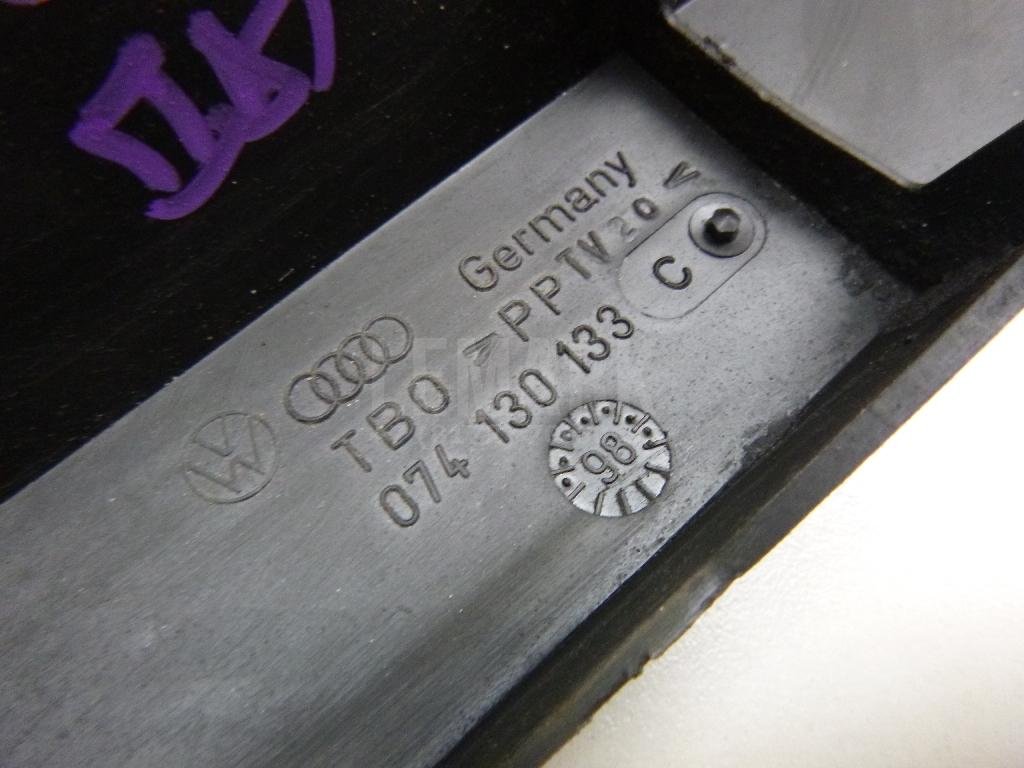 Germany
TBO >PPTV20<
074 130 133 C
98